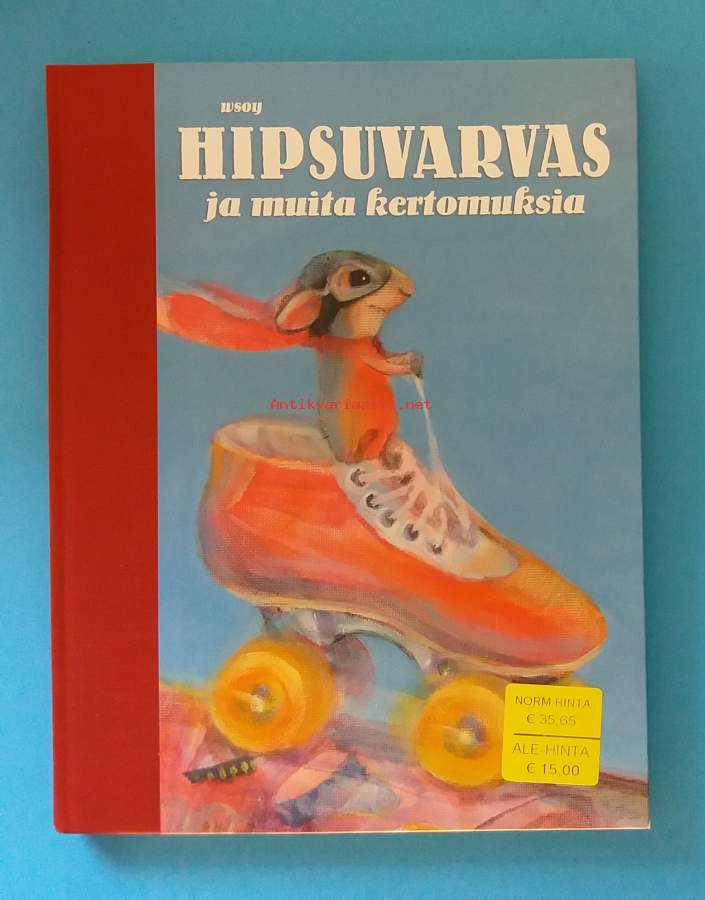 wsoy
HIPSUVARVAS
ja muita kertomuksia
Antikvariaatti.net
NORM.HINTA
€ 35,65
ALE-HINTA
€ 15,00